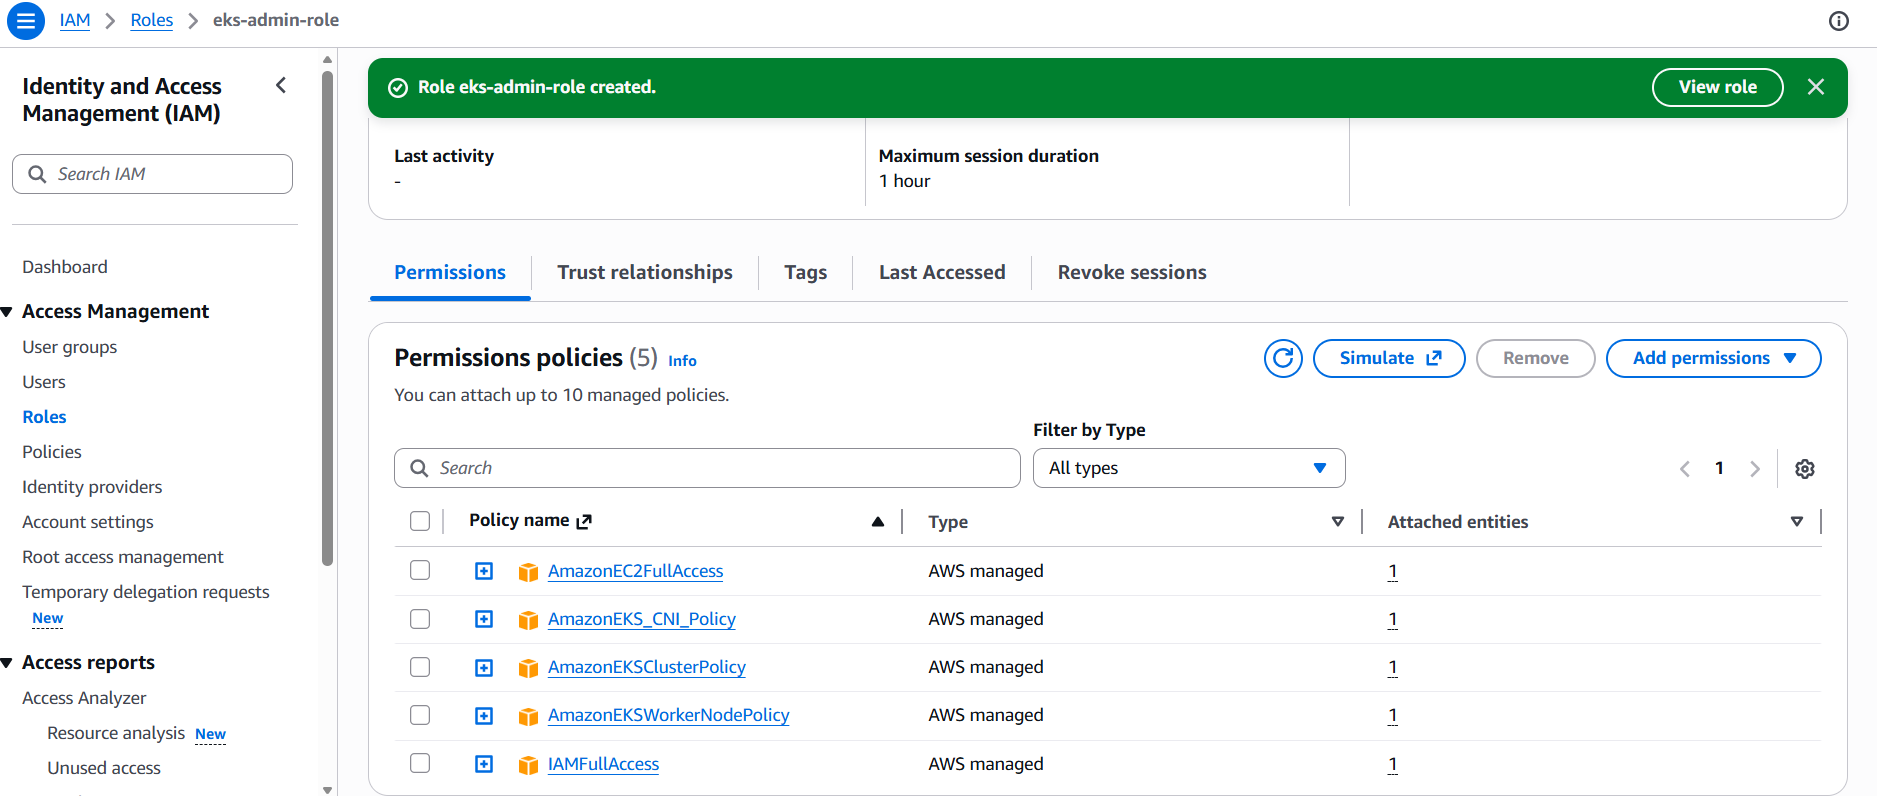 IAM > Roles > eks-admin-role
Identity and Access
Management (IAM)
Search IAM
Dashboard
Access Management
User groups
Users
Roles
Policies
Identity providers
Account settings
Root access management
Temporary delegation requests
New
Access reports
Access Analyzer
Resource analysis New
Unused access
Role eks-admin-role created. View role
Last activity
-
Maximum session duration
1 hour
Permissions Trust relationships Tags Last Accessed Revoke sessions
Permissions policies (5) Info
Simulate Remove Add permissions
You can attach up to 10 managed policies.
Filter by Type
Search All types 1
Policy name Type Attached entities
AmazonEC2FullAccess AWS managed 1
AmazonEKS_CNI_Policy AWS managed 1
AmazonEKSClusterPolicy AWS managed 1
AmazonEKSWorkerNodePolicy AWS managed 1
IAMFullAccess AWS managed 1